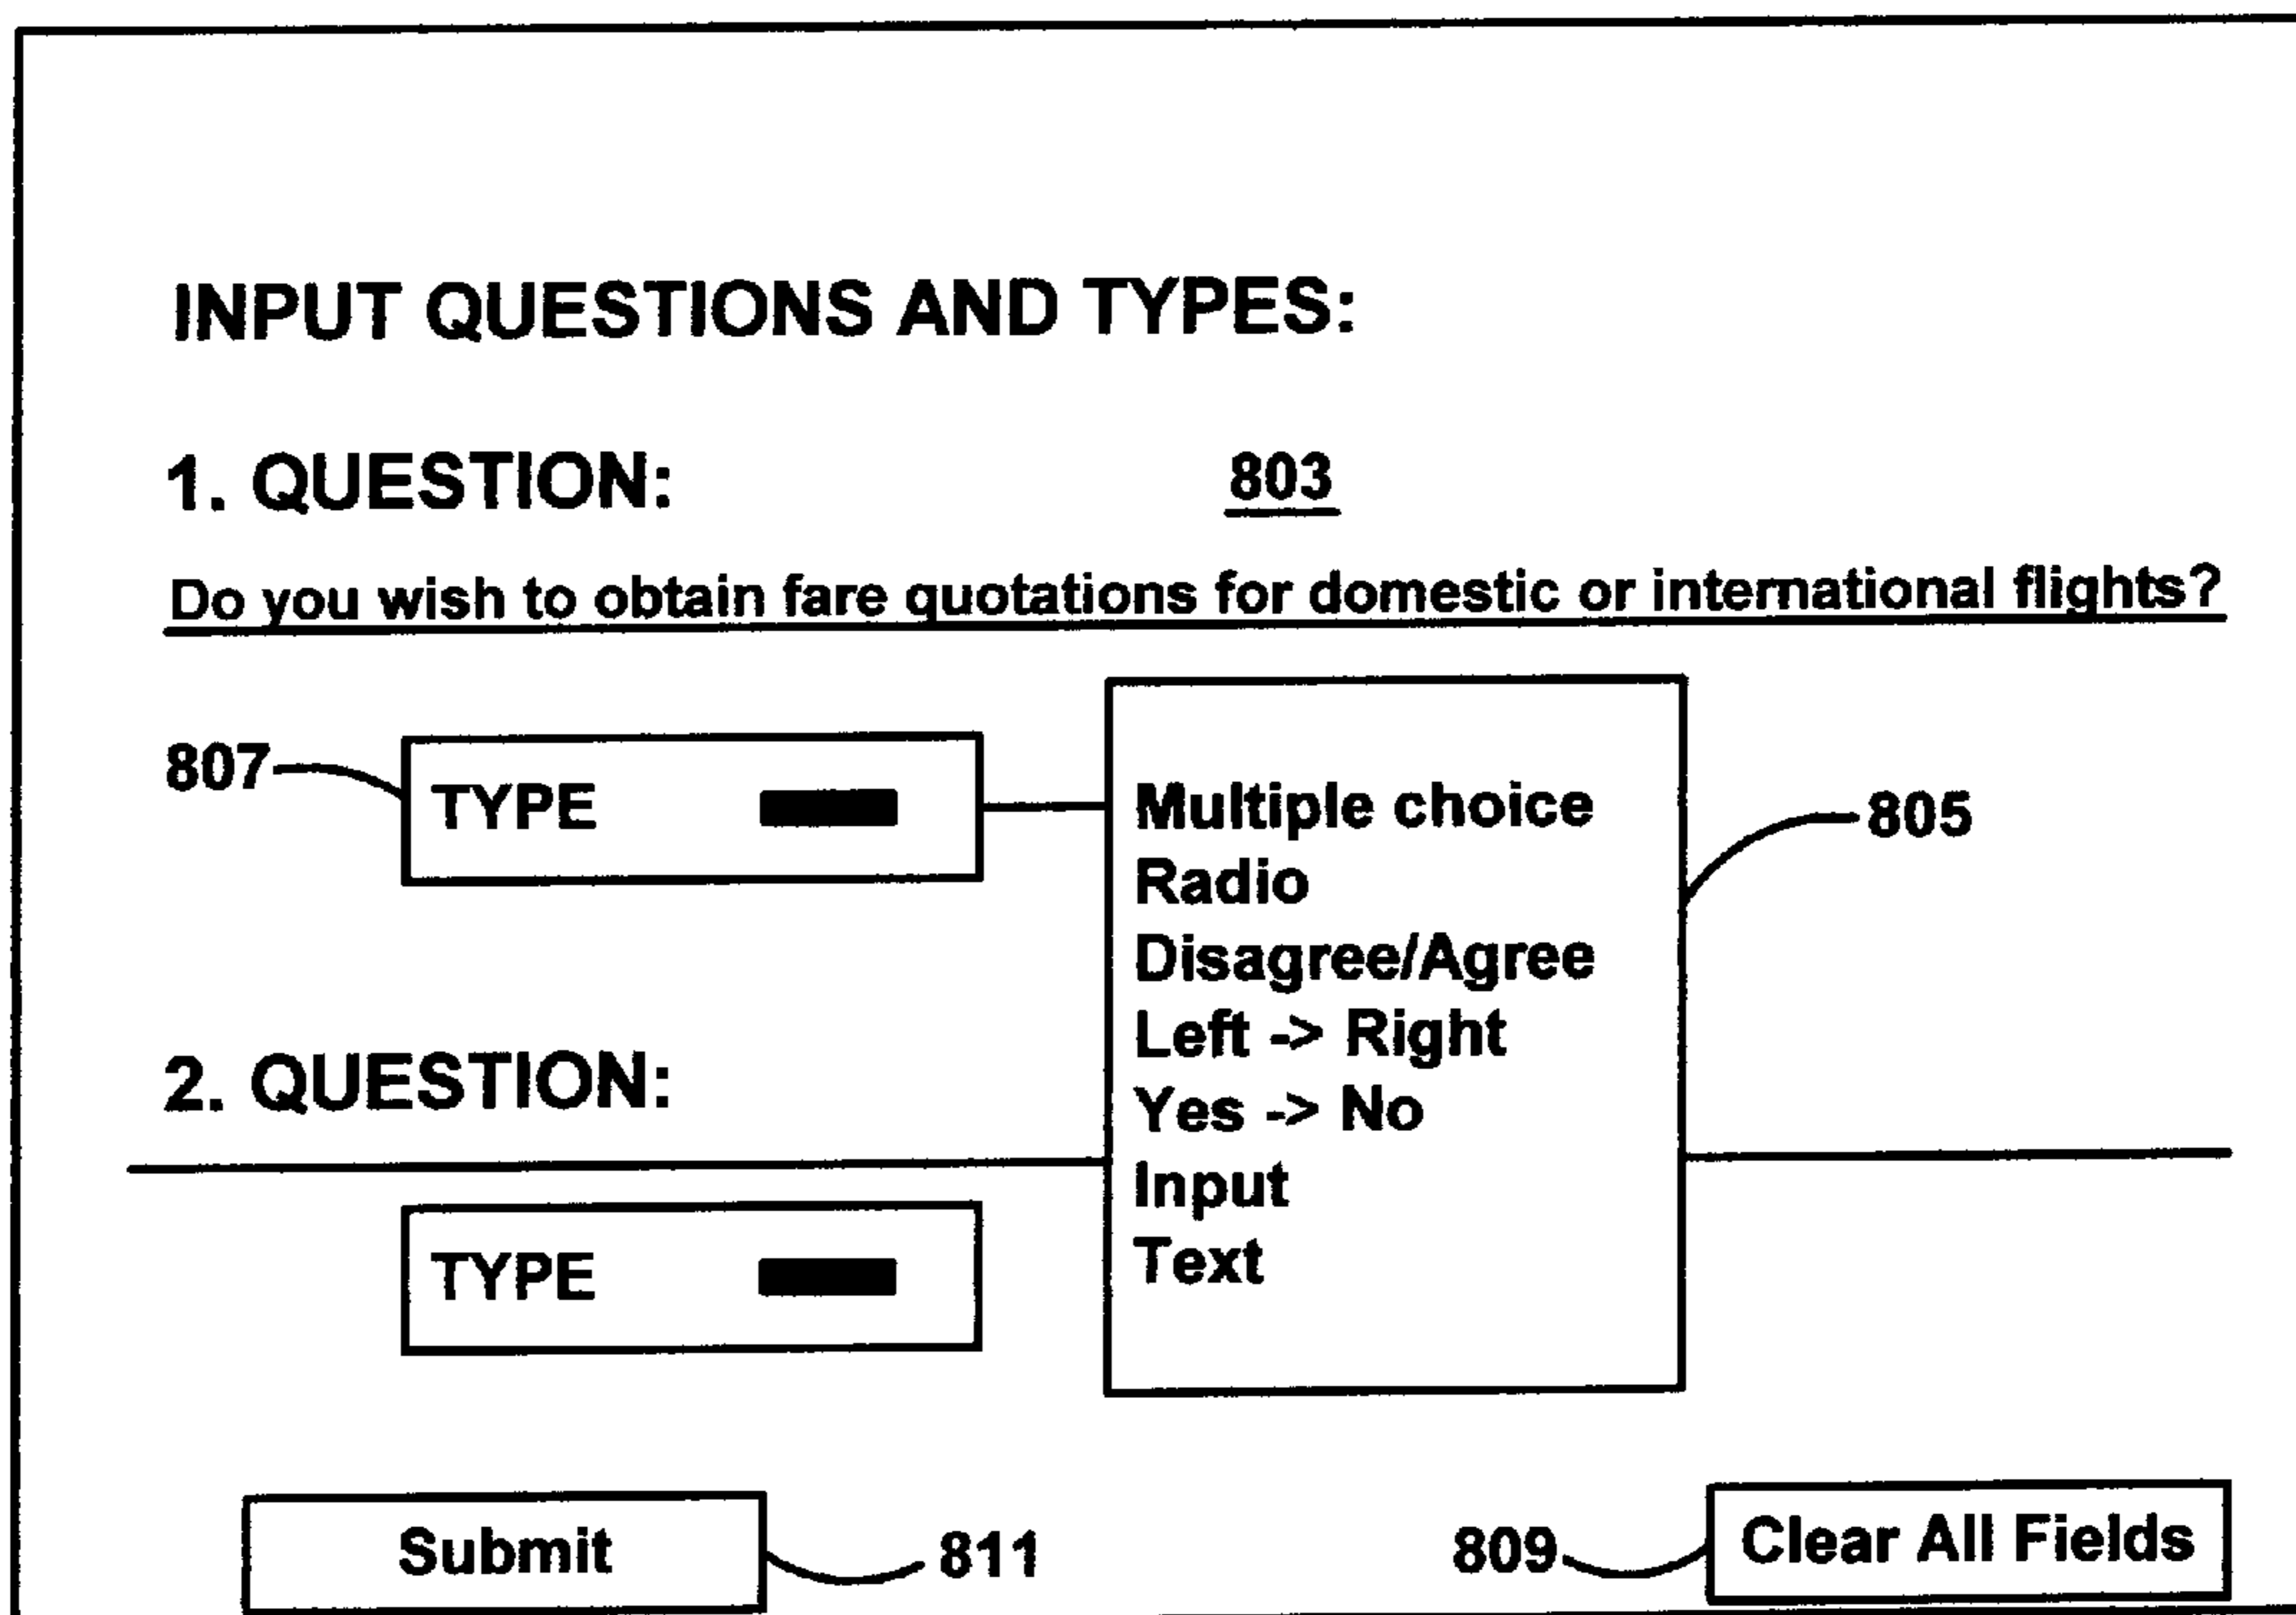 INPUT QUESTIONS AND TYPES:
1. QUESTION:
803
Do you wish to obtain fare quotations for domestic or international flights?
807
TYPE
Multiple choice
Radio
Disagree/Agree
Left -> Right
Yes -> No
Input
Text
805
2. QUESTION:
TYPE
Submit
811
809
Clear All Fields